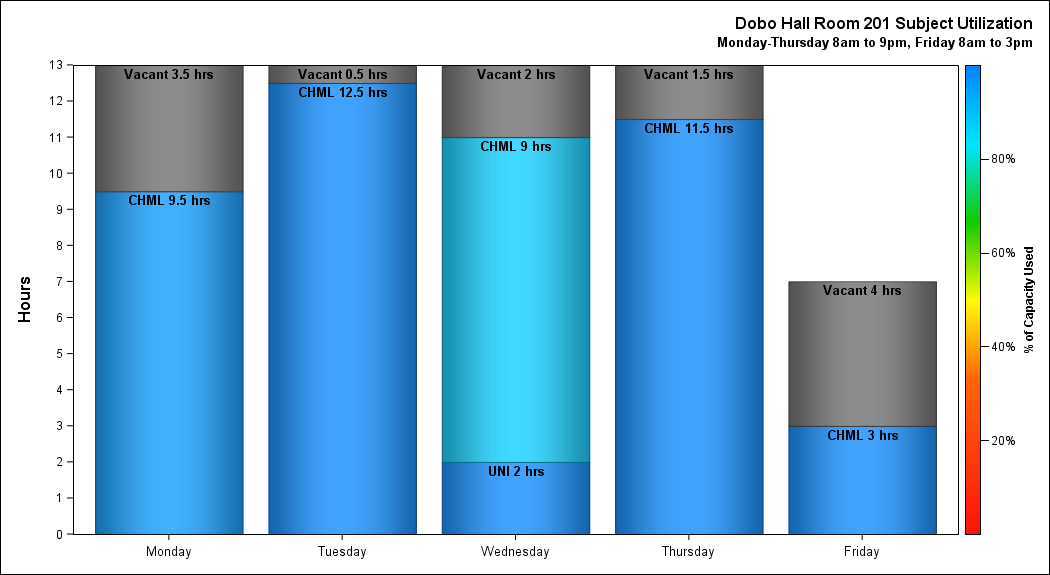 Dobo Hall Room 201 Subject Utilization
Monday-Thursday 8am to 9pm, Friday 8am to 3pm
Hours
13
12
11
10
9
8
7
6
5
4
3
2
1
0
Vacant 3.5 hrs
CHML 9.5 hrs
Vacant 0.5 hrs
CHML 12.5 hrs
Vacant 2 hrs
CHML 9 hrs
UNI 2 hrs
Vacant 1.5 hrs
CHML 11.5 hrs
Vacant 4 hrs
CHML 3 hrs
Monday
Tuesday
Wednesday
Thursday
Friday
80%
60%
40%
20%
% of Capacity Used